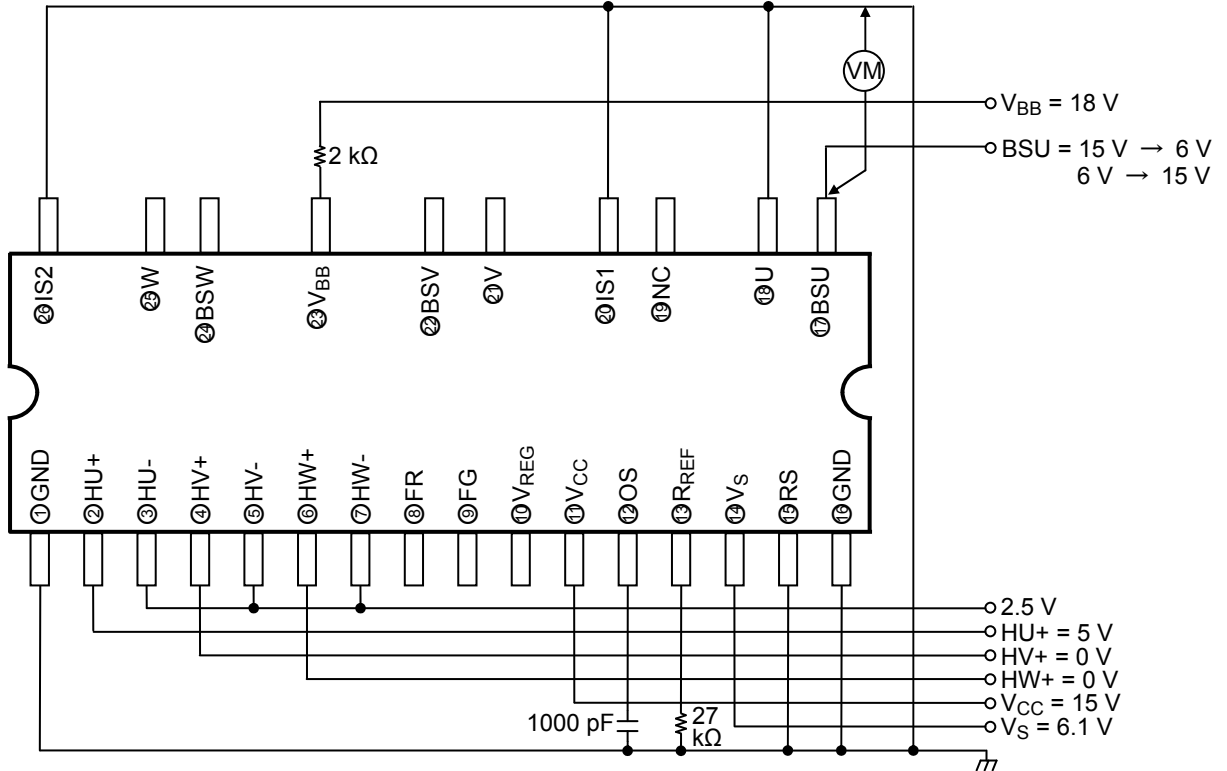 VM
V_BB = 18 V
BSU = 15 V → 6 V
6 V → 15 V
2 kΩ
㉖IS2
㉕W
㉔BSW
㉓V_BB
㉒BSV
㉑V
⑳IS1
⑲NC
⑱U
⑰BSU
①GND
②HU+
③HU-
④HV+
⑤HV-
⑥HW+
⑦HW-
⑧FR
⑨FG
⑩V_REG
⑪V_CC
⑫OS
⑬R_REF
⑭V_S
⑮RS
⑯GND
2.5 V
HU+ = 5 V
HV+ = 0 V
HW+ = 0 V
V_CC = 15 V
V_S = 6.1 V
1000 pF
27
kΩ